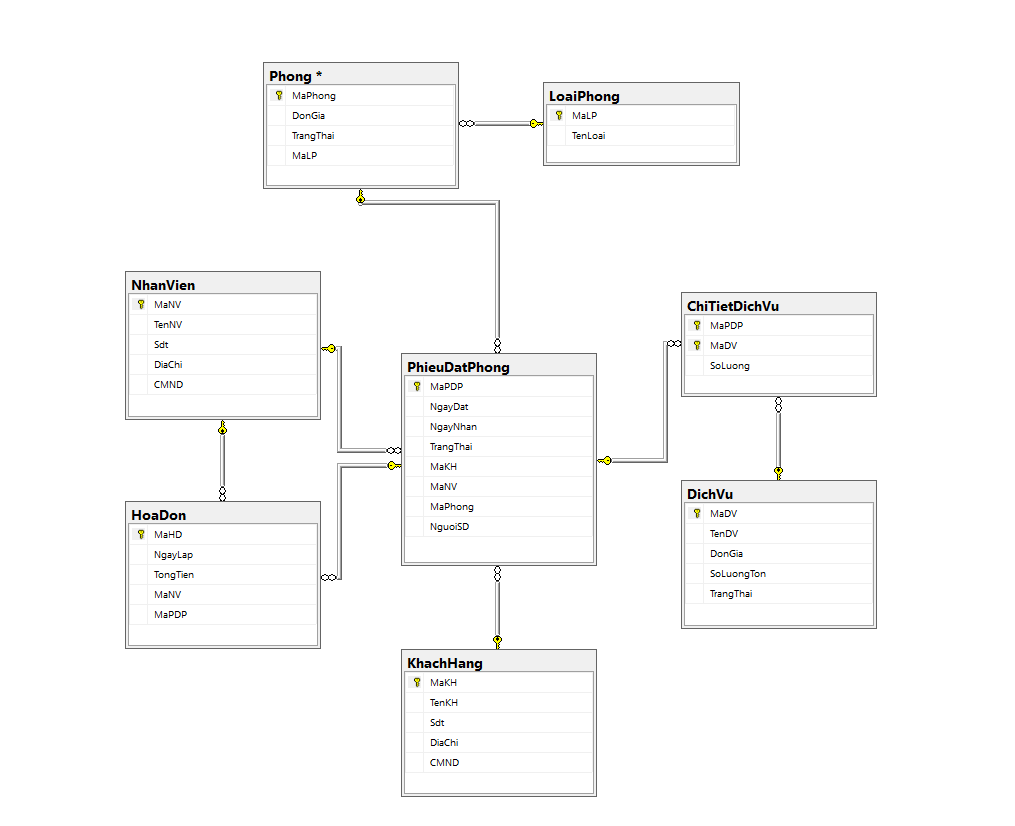 Phong *
MaPhong
DonGia
TrangThai
MaLP
LoaiPhong
MaLP
TenLoai
NhanVien
MaNV
TenNV
Sdt
DiaChi
CMND
ChiTietDichVu
MaPDP
MaDV
SoLuong
PhieuDatPhong
MaPDP
NgayDat
NgayNhan
TrangThai
MaKH
MaNV
MaPhong
NguoiSD
HoaDon
MaHD
NgayLap
TongTien
MaNV
MaPDP
DichVu
MaDV
TenDV
DonGia
SoLuongTon
TrangThai
KhachHang
MaKH
TenKH
Sdt
DiaChi
CMND